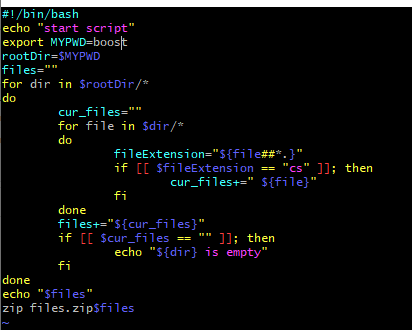 #!/bin/bash
echo "start script"
export MYPWD=boost
rootDir=$MYPWD
files=""
for dir in $rootDir/*
do
        cur_files=""
        for file in $dir/*
        do
                fileExtension="${file##*.}"
                if [[ $fileExtension == "cs" ]]; then
                        cur_files+=" ${file}"
                fi
        done
        files+="${cur_files}"
        if [[ $cur_files == "" ]]; then
                echo "${dir} is empty"
        fi
done
echo "$files"
zip files.zip$files
~